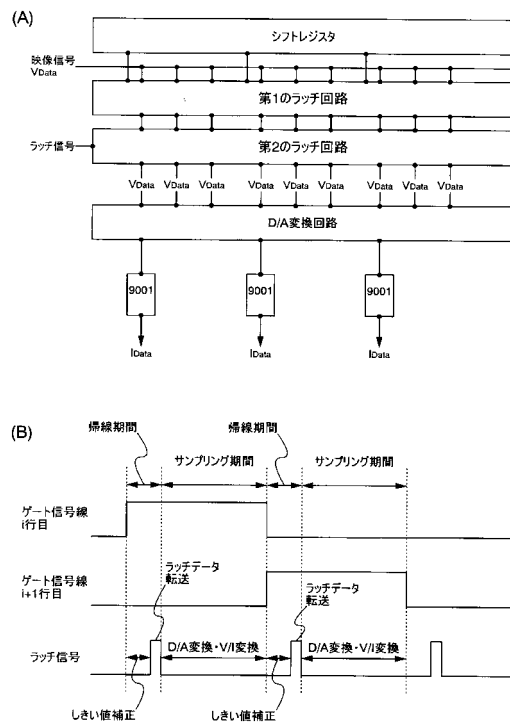 (A)
シフトレジスタ
映像信号
VData
第1のラッチ回路
ラッチ信号
第2のラッチ回路
VData VData VData VData VData VData VData VData VData
D/A変換回路
9001 9001 9001
IData IData IData
(B)
帰線期間 帰線期間
サンプリング期間 サンプリング期間
ゲート信号線
i行目
ラッチデータ
転送
ラッチデータ
転送
ゲート信号線
i+1行目
ラッチ信号
D/A変換・V/I変換 D/A変換・V/I変換
しきい値補正 しきい値補正